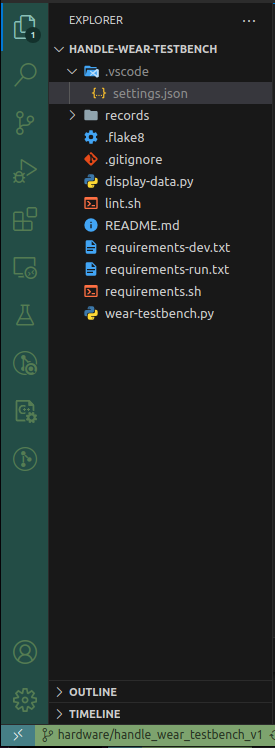 EXPLORER
1
HANDLE-WEAR-TESTBENCH
.vscode
{..} settings.json
records
.flake8
.gitignore
display-data.py
lint.sh
README.md
requirements-dev.txt
requirements-run.txt
requirements.sh
wear-testbench.py
OUTLINE
TIMELINE
hardware/handle_wear_testbench_v1